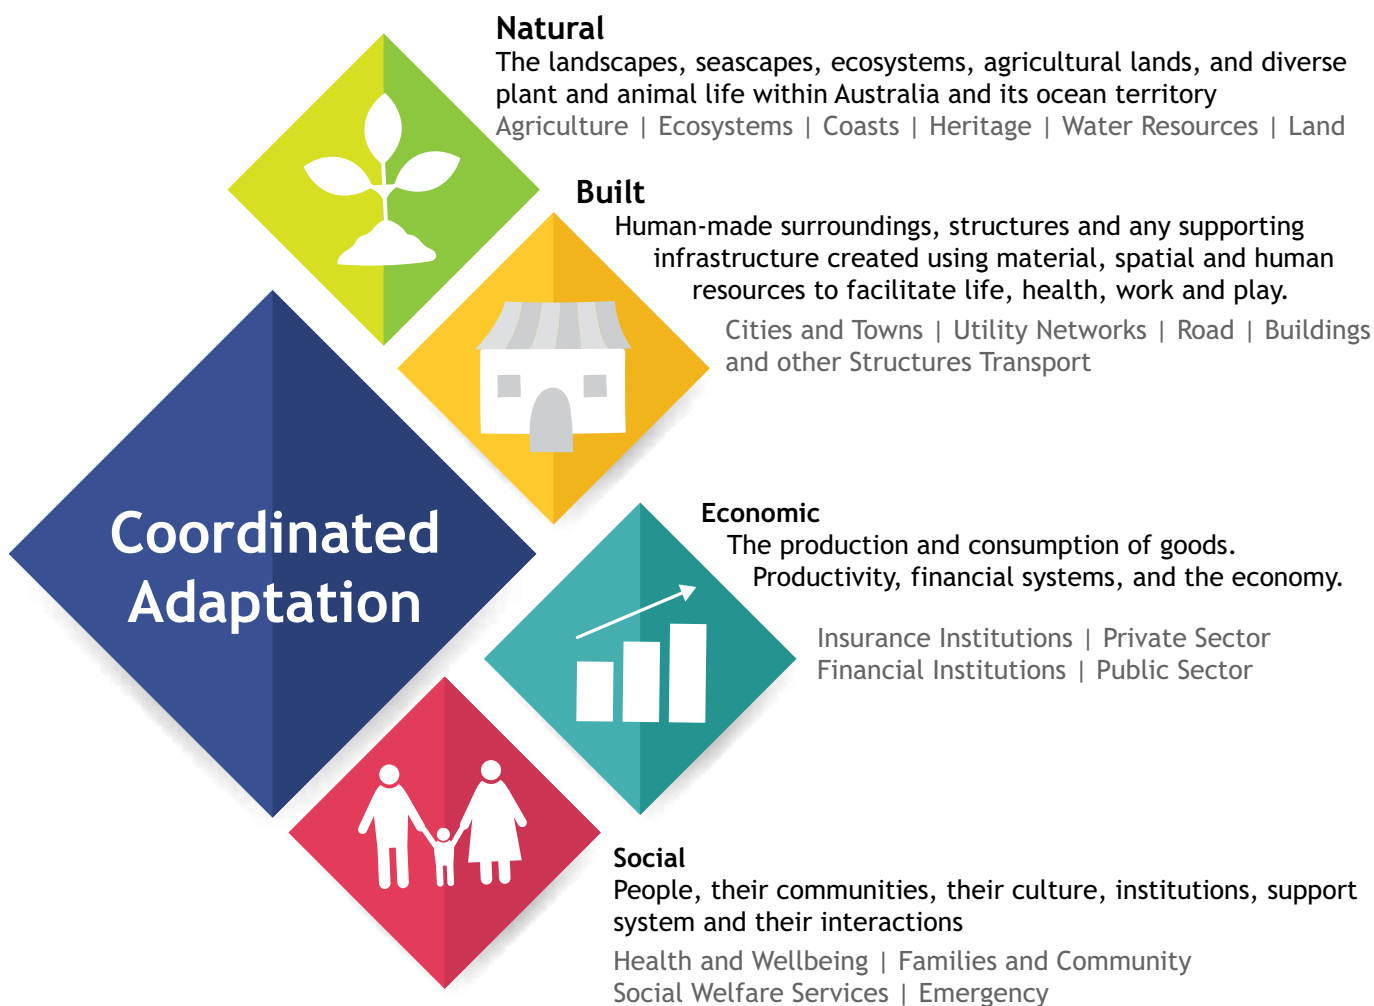 Natural
The landscapes, seascapes, ecosystems, agricultural lands, and diverse
plant and animal life within Australia and its ocean territory
Agriculture | Ecosystems | Coasts | Heritage | Water Resources | Land
Built
Human-made surroundings, structures and any supporting
infrastructure created using material, spatial and human
resources to facilitate life, health, work and play.
Cities and Towns | Utility Networks | Road | Buildings
and other Structures Transport
Coordinated
Adaptation
Economic
The production and consumption of goods.
Productivity, financial systems, and the economy.
Insurance Institutions | Private Sector
Financial Institutions | Public Sector
Social
People, their communities, their culture, institutions, support
system and their interactions
Health and Wellbeing | Families and Community
Social Welfare Services | Emergency